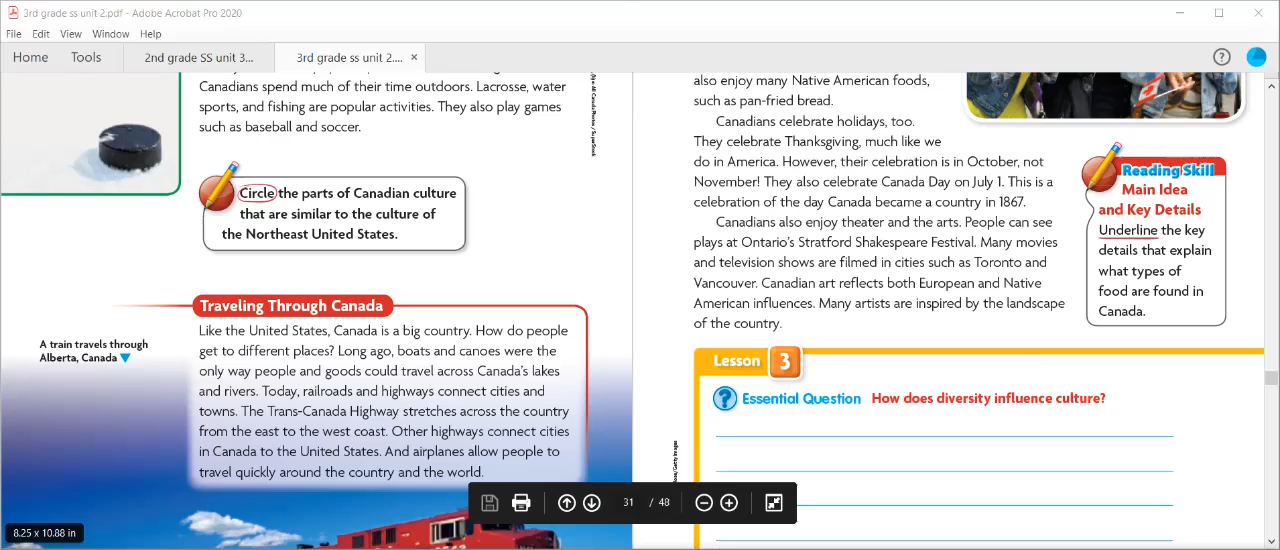 3rd grade ss unit 2.pdf - Adobe Acrobat Pro 2020
File Edit View Window Help
Home Tools 2nd grade SS unit 3... 3rd grade ss unit 2.... ×
Canadians spend much of their time outdoors. Lacrosse, water
sports, and fishing are popular activities. They also play games
such as baseball and soccer.
Circle the parts of Canadian culture
that are similar to the culture of
the Northeast United States.
Traveling Through Canada
A train travels through
Alberta, Canada
Like the United States, Canada is a big country. How do people
get to different places? Long ago, boats and canoes were the
only way people and goods could travel across Canada's lakes
and rivers. Today, railroads and highways connect cities and
towns. The Trans-Canada Highway stretches across the country
from the east to the west coast. Other highways connect cities
in Canada to the United States. And airplanes allow people to
travel quickly around the country and the world.
also enjoy many Native American foods,
such as pan-fried bread.
Canadians celebrate holidays, too.
They celebrate Thanksgiving, much like we
do in America. However, their celebration is in October, not
November! They also celebrate Canada Day on July 1. This is a
celebration of the day Canada became a country in 1867.
Canadians also enjoy theater and the arts. People can see
plays at Ontario's Stratford Shakespeare Festival. Many movies
and television shows are filmed in cities such as Toronto and
Vancouver. Canadian art reflects both European and Native
American influences. Many artists are inspired by the landscape
of the country.
Reading Skill
Main Idea
and Key Details
Underline the key
details that explain
what types of
food are found in
Canada.
Lesson 3
? Essential Question How does diversity influence culture?
31 / 48
8.25 x 10.88 in